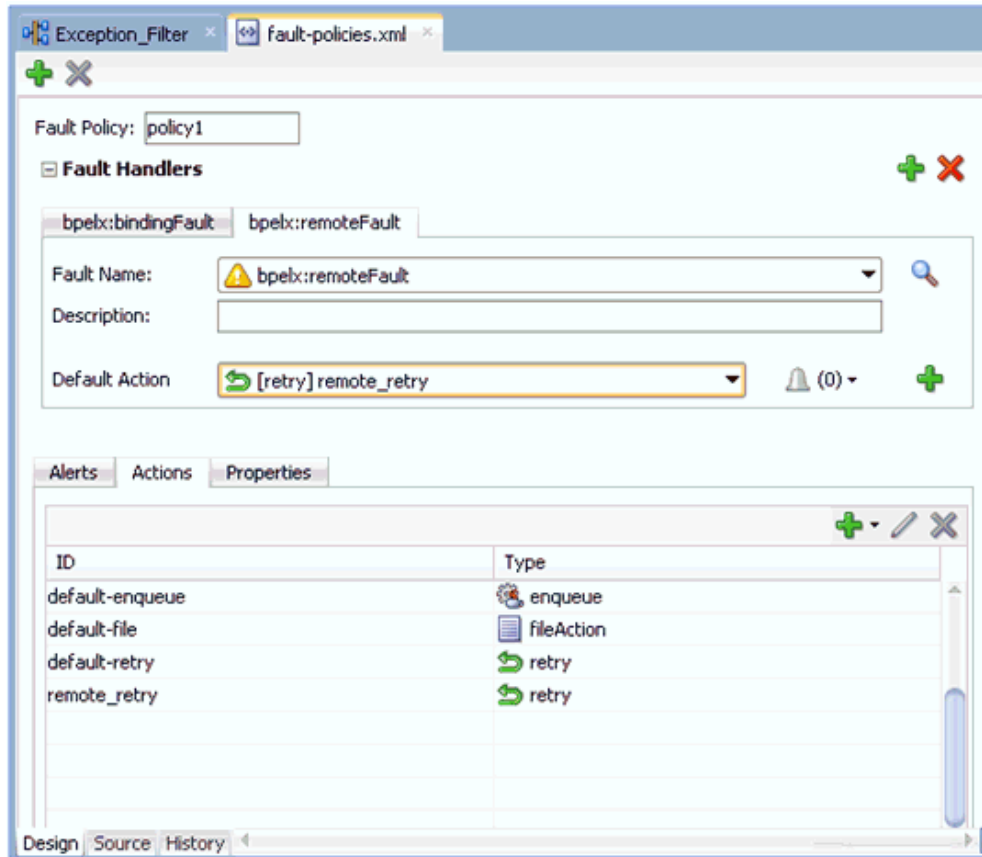 Exception_Filter fault-policies.xml
Fault Policy: policy1
Fault Handlers
bpelx:bindingFault bpelx:remoteFault
Fault Name: bpelx:remoteFault
Description:
Default Action [retry] remote_retry (0)
Alerts Actions Properties
ID Type
default-enqueue enqueue
default-file fileAction
default-retry retry
remote_retry retry
Design Source History